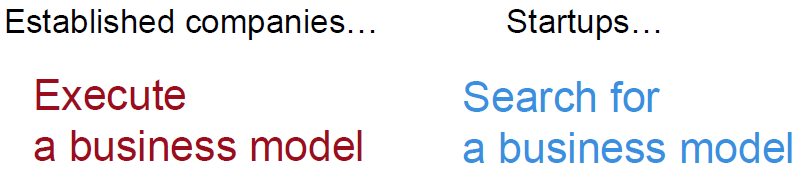 Established companies…
Execute
a business model
Startups…
Search for
a business model